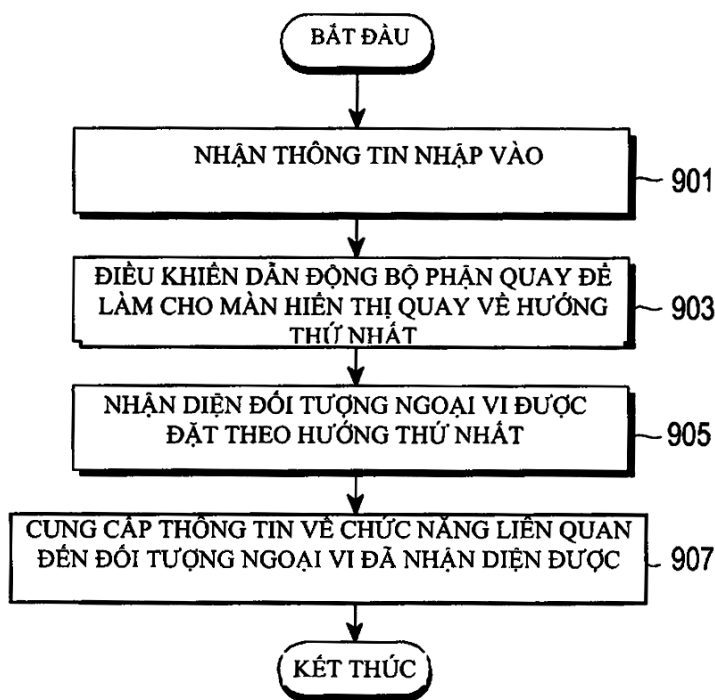 BẮT ĐẦU
NHẬN THÔNG TIN NHẬP VÀO
901
ĐIỀU KHIỂN DẪN ĐỘNG BỘ PHẬN QUAY ĐỂ
LÀM CHO MÀN HIỂN THỊ QUAY VỀ HƯỚNG
THỨ NHẤT
903
NHẬN DIỆN ĐỐI TƯỢNG NGOẠI VI ĐƯỢC
ĐẶT THEO HƯỚNG THỨ NHẤT
905
CUNG CẤP THÔNG TIN VỀ CHỨC NĂNG LIÊN QUAN
ĐẾN ĐỐI TƯỢNG NGOẠI VI ĐÃ NHẬN DIỆN ĐƯỢC
907
KẾT THÚC